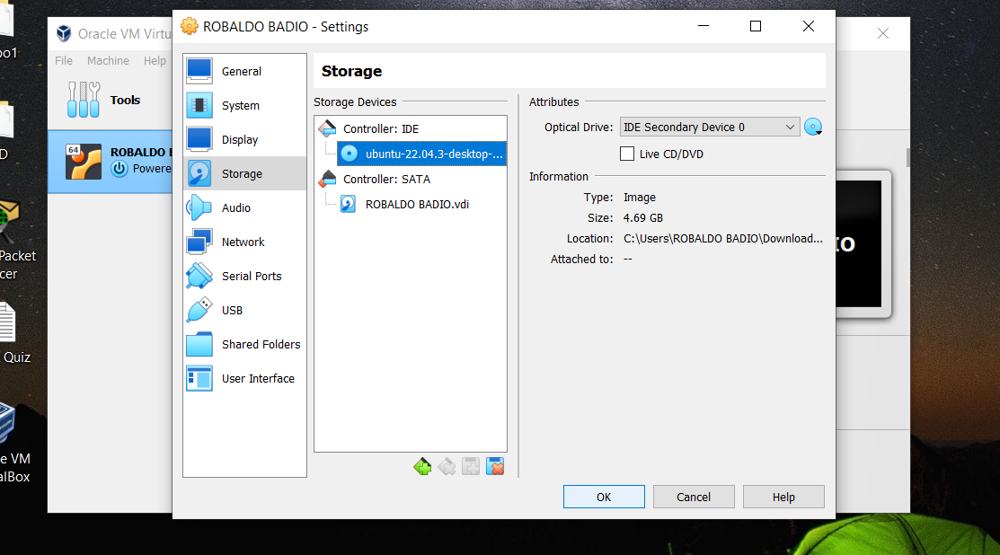 ROBALDO BADIO - Settings
Oracle VM Virtu
File Machine Help
Tools
64
ROBALDO B
Powere
General
System
Display
Storage
Audio
Network
Serial Ports
USB
Shared Folders
User Interface
Storage
Storage Devices
Controller: IDE
ubuntu-22.04.3-desktop-...
Controller: SATA
ROBALDO BADIO.vdi
Attributes
Optical Drive: IDE Secondary Device 0
Live CD/DVD
Information
Type: Image
Size: 4.69 GB
Location: C:\Users\ROBALDO BADIO\Download...
Attached to: --
OK
Cancel
Help
IO
oo1
D
Packet
cer
Quiz
e VM
alBox